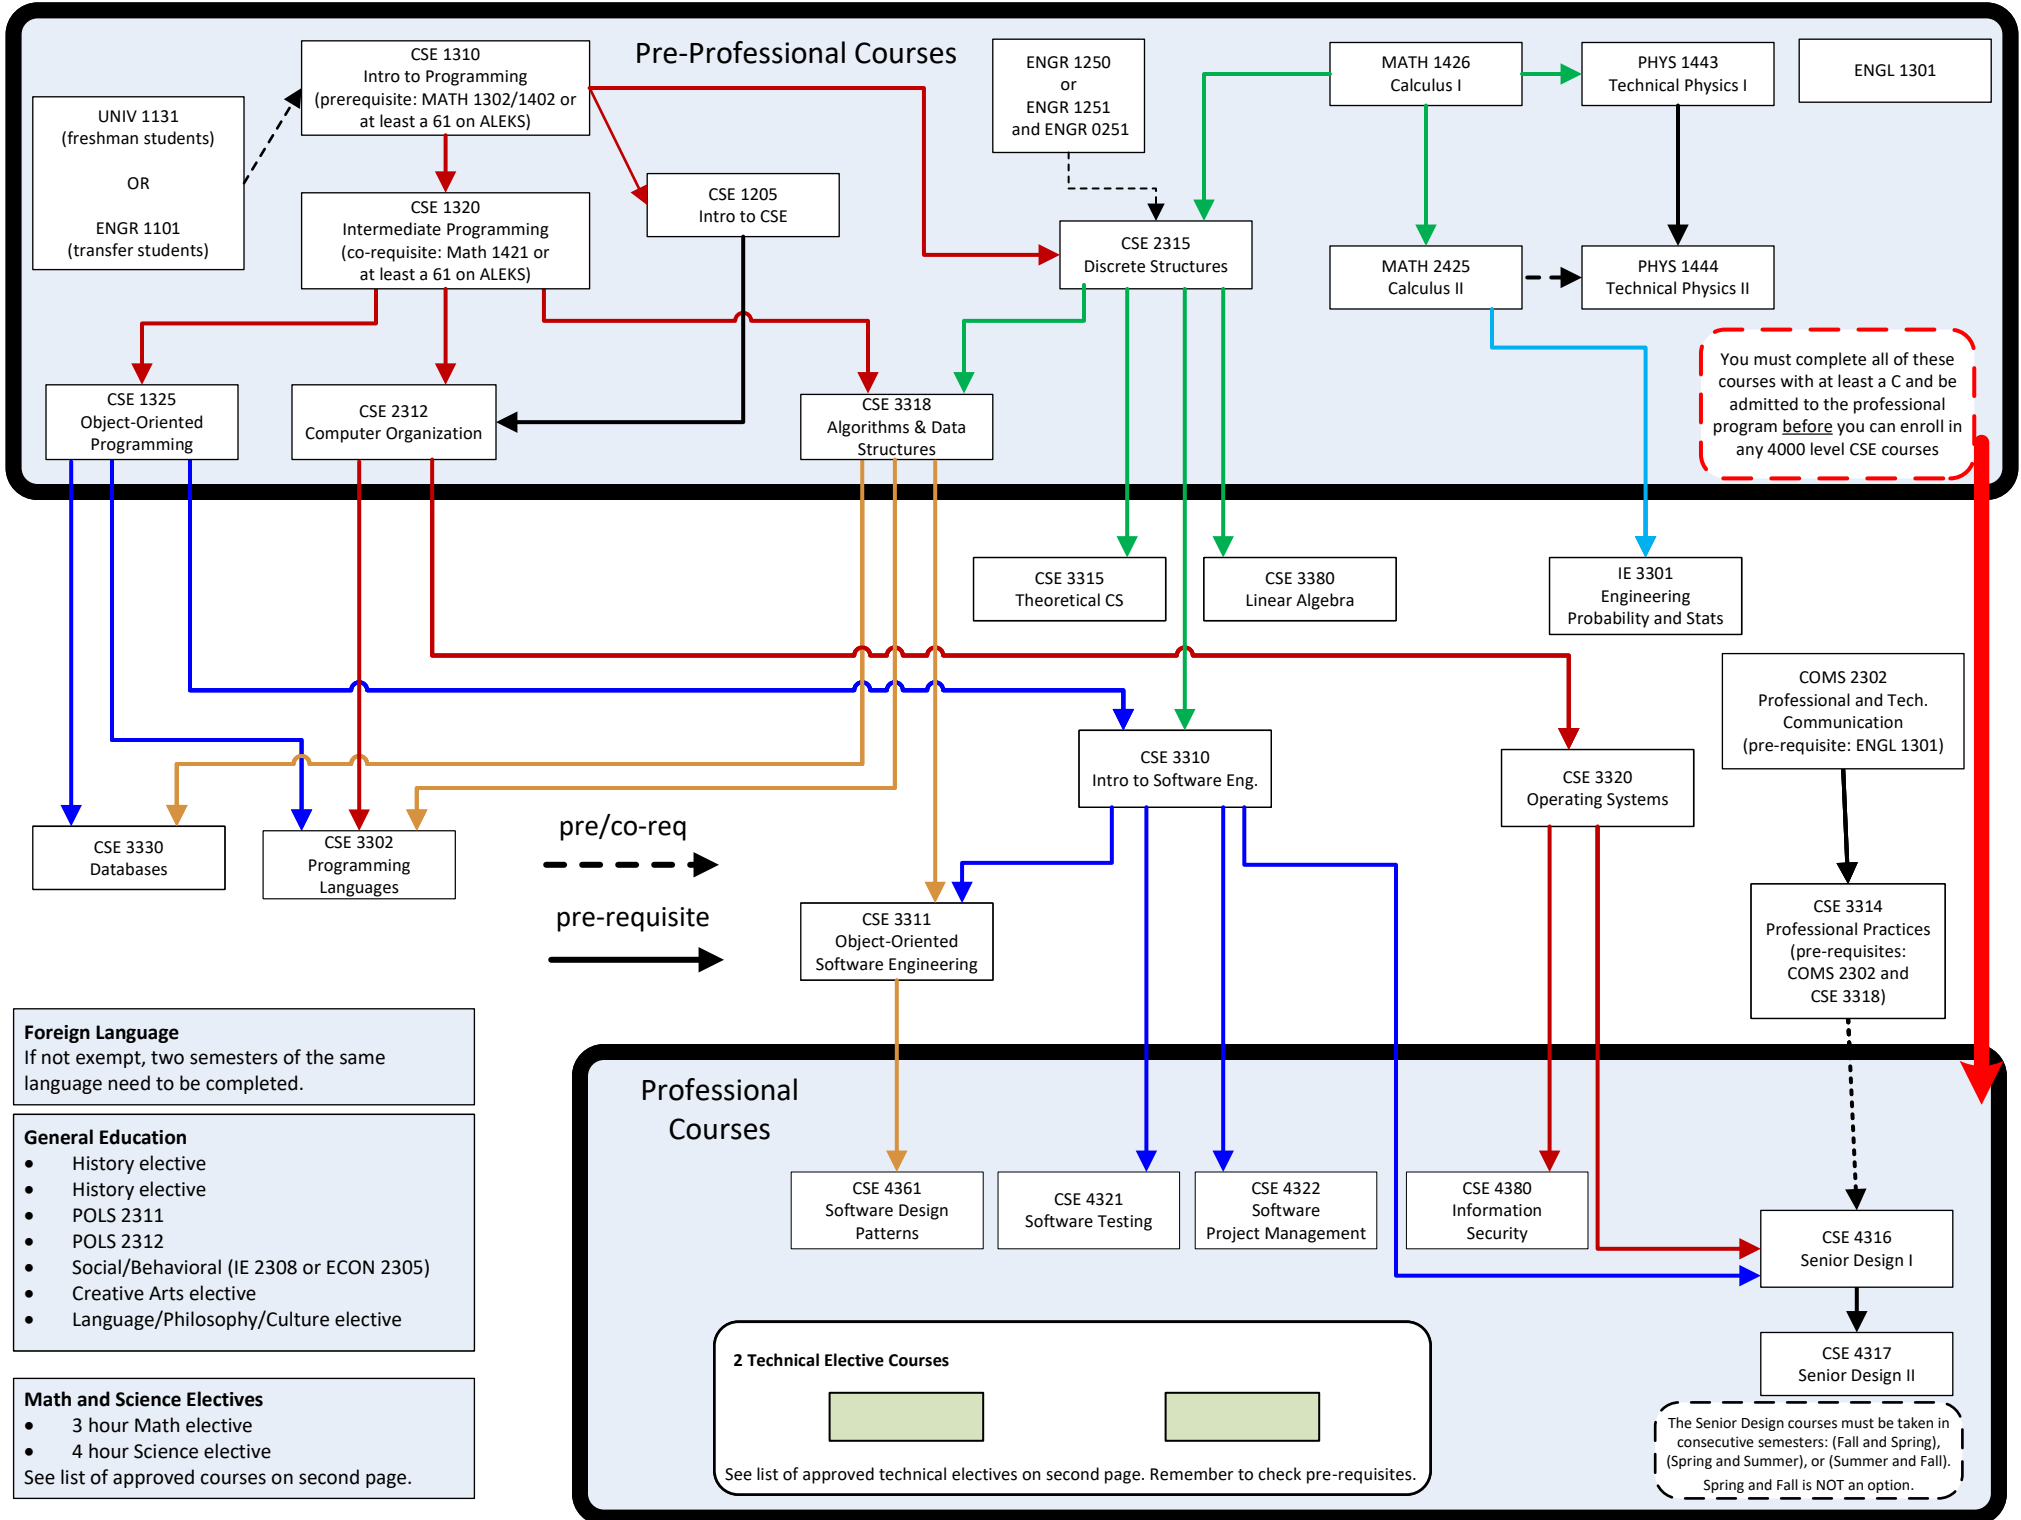 Pre-Professional Courses
UNIV 1131
(freshman students)
OR
ENGR 1101
(transfer students)
CSE 1310
Intro to Programming
(prerequisite: MATH 1302/1402 or
at least a 61 on ALEKS)
CSE 1320
Intermediate Programming
(co-requisite: Math 1421 or
at least a 61 on ALEKS)
CSE 1205
Intro to CSE
ENGR 1250
or
ENGR 1251
and ENGR 0251
CSE 2315
Discrete Structures
MATH 1426
Calculus I
PHYS 1443
Technical Physics I
ENGL 1301
MATH 2425
Calculus II
PHYS 1444
Technical Physics II
You must complete all of these
courses with at least a C and be
admitted to the professional
program before you can enroll in
any 4000 level CSE courses
CSE 1325
Object-Oriented
Programming
CSE 2312
Computer Organization
CSE 3318
Algorithms & Data
Structures
CSE 3315
Theoretical CS
CSE 3380
Linear Algebra
IE 3301
Engineering
Probability and Stats
COMS 2302
Professional and Tech.
Communication
(pre-requisite: ENGL 1301)
CSE 3310
Intro to Software Eng.
CSE 3320
Operating Systems
CSE 3330
Databases
CSE 3302
Programming
Languages
pre/co-req
pre-requisite
CSE 3311
Object-Oriented
Software Engineering
CSE 3314
Professional Practices
(pre-requisites:
COMS 2302 and
CSE 3318)
Foreign Language
If not exempt, two semesters of the same
language need to be completed.
General Education
• History elective
• History elective
• POLS 2311
• POLS 2312
• Social/Behavioral (IE 2308 or ECON 2305)
• Creative Arts elective
• Language/Philosophy/Culture elective
Math and Science Electives
• 3 hour Math elective
• 4 hour Science elective
See list of approved courses on second page.
Professional
Courses
CSE 4361
Software Design
Patterns
CSE 4321
Software Testing
CSE 4322
Software
Project Management
CSE 4380
Information
Security
CSE 4316
Senior Design I
CSE 4317
Senior Design II
2 Technical Elective Courses
See list of approved technical electives on second page. Remember to check pre-requisites.
The Senior Design courses must be taken in
consecutive semesters: (Fall and Spring),
(Spring and Summer), or (Summer and Fall).
Spring and Fall is NOT an option.